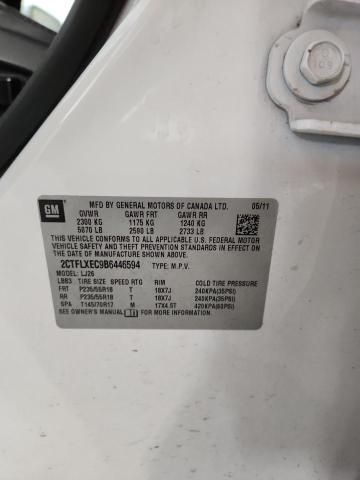 GM
MFD BY GENERAL MOTORS OF CANADA LTD. 05/11
GVWR GAWR FRT GAWR RR
2300 KG 1175 KG 1240 KG
5070 LB 2590 LB 2733 LB
THIS VEHICLE CONFORMS TO ALL APPLICABLE U.S. FEDERAL MOTOR
VEHICLE SAFETY AND THEFT PREVENTION STANDARDS IN EFFECT
ON THE DATE OF MANUFACTURE SHOWN ABOVE.
2CTFLXEC9B6446594 TYPE: M.P.V.
MODEL: LJ26
LBB3 TIRE SIZE SPEED RTG RIM COLD TIRE PRESSURE
FRT P235/55R18 T 18X7J 240KPA(35PSI)
RR P235/55R18 T 18X7J 240KPA(35PSI)
SPA T145/70R17 M 17X4.5T 420KPA(60PSI)
SEE OWNER'S MANUAL FOR ADDITIONAL INFORMATION.